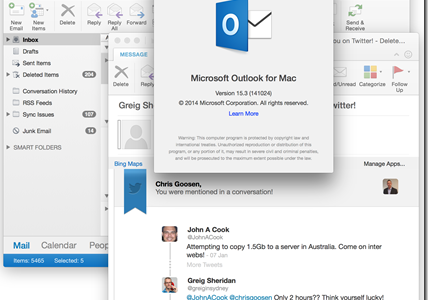 New Email
New Items
Delete
Reply
Reply All
Forward
Send & Receive
Inbox
Drafts
Sent Items
Deleted Items 204
Conversation History
RSS Feeds
Sync Issues 107
Junk Email 14
SMART FOLDERS
Mail Calendar Peop
Items: 5465 Selected: 5
ou on Twitter! - Delete...
MESSAGE
Delete
Reply
/Unread
Categorize
Follow Up
Greig She
witter!
Microsoft Outlook for Mac
Version 15.3 (141024)
© 2014 Microsoft Corporation. All rights reserved.
Learn More
Warning: This computer program is protected by copyright law and
international treaties. Unauthorized reproduction or distribution of this
program, or any portion of it, may result in severe civil and criminal penalties,
and will be prosecuted to the maximum extent possible under the law.
Bing Maps
Manage Apps...
Chris Goosen,
You were mentioned in a conversation!
John A Cook
@JohnACook
Attempting to copy 1.5Gb to a server in Australia. Come on inter
webs! - 07 Jan
More Tweets
Greig Sheridan
@greiginsydney
@JohnACook @chrisgoosen Only 2 hours?? Think yourself lucky!